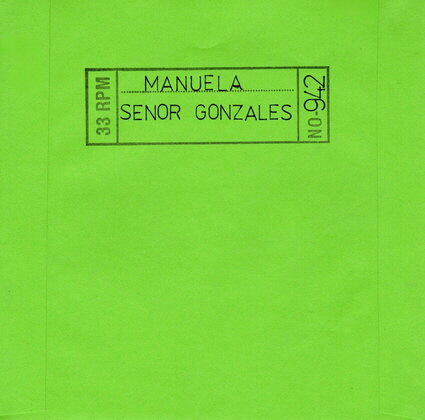 33 RPM
MANUELA
SENOR GONZALES
NO-942